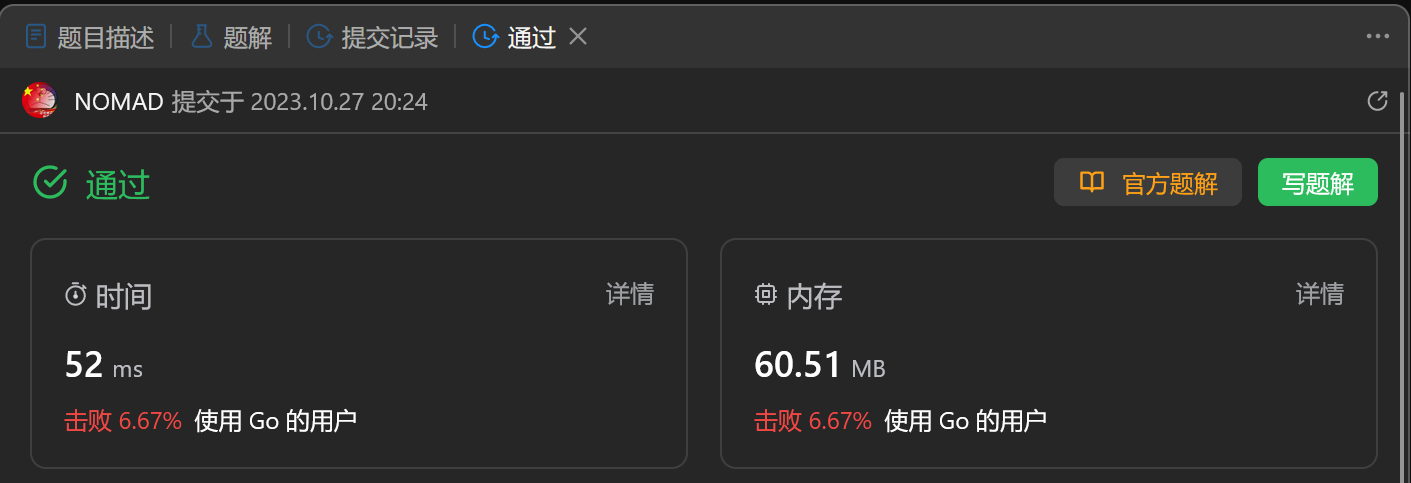 题目描述 题解 提交记录 通过
NOMAD 提交于 2023.10.27 20:24
通过 官方题解 写题解
时间 详情 内存 详情
52 ms 60.51 MB
击败 6.67% 使用 Go 的用户 击败 6.67% 使用 Go 的用户